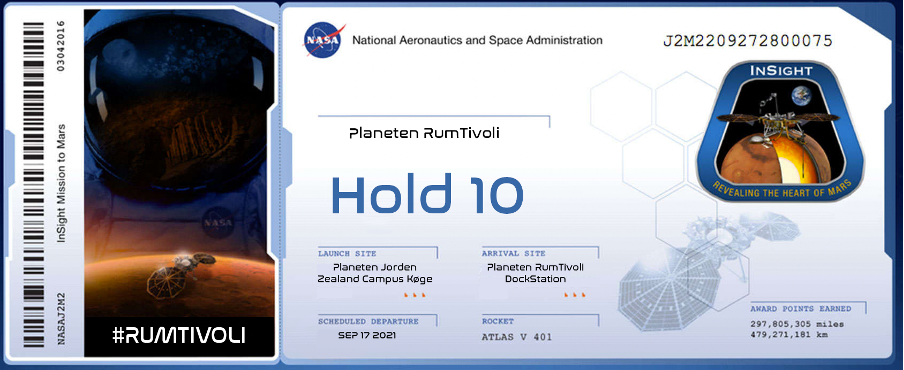 03042016
InSight Mission to Mars
NASAJ2M2
NASA
#RUMTIVOLI
NASA
National Aeronautics and Space Administration
J2M2209272800075
INSIGHT
REVEALING THE HEART OF MARS
Planeten RumTivoli
Hold 10
LAUNCH SITE
Planeten Jorden
Zealand Campus Køge
ARRIVAL SITE
Planeten RumTivoli
DockStation
SCHEDULED DEPARTURE
SEP 17 2021
ROCKET
ATLAS V 401
AWARD POINTS EARNED
297,805,305 miles
479,271,181 km